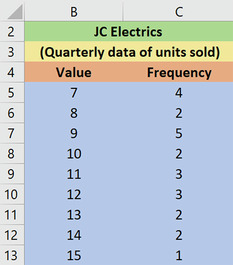 B C
2 JC Electrics
3 (Quarterly data of units sold)
4 Value Frequency
5 7 4
6 8 2
7 9 5
8 10 2
9 11 3
10 12 3
11 13 2
12 14 2
13 15 1